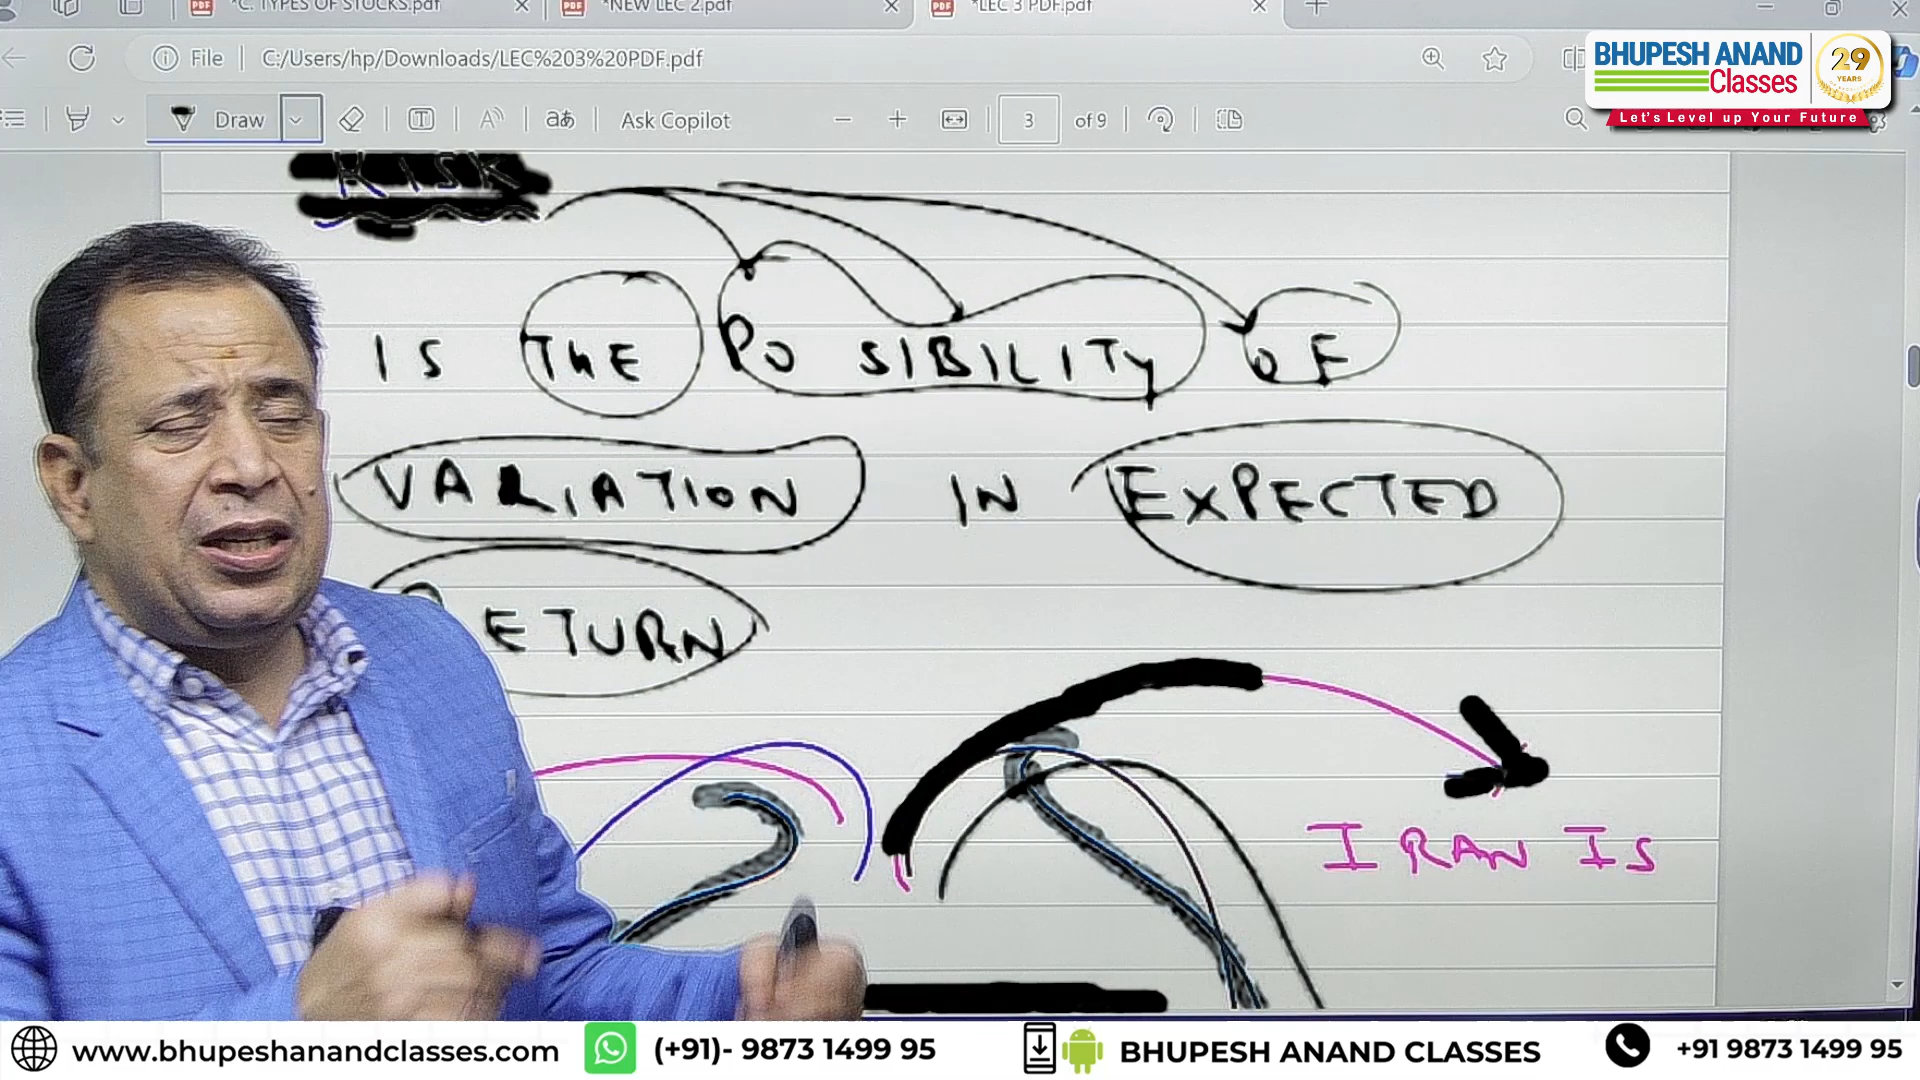 *C. TYPES OF STOCKS.pdf
*NEW LEC 2.pdf
*LEC 3 PDF.pdf
File
C:/Users/hp/Downloads/LEC%203%20PDF.pdf
BHUPESH ANAND
Classes
29
YEARS
Let's Level up Your Future
Draw
Ask Copilot
3
of 9
RISK
IS THE POSIBILITY OF
VARIATION IN EXPECTED
RETURN
IRAN IS
www.bhupeshanandclasses.com
(+91)- 9873 1499 95
BHUPESH ANAND CLASSES
+91 9873 1499 95